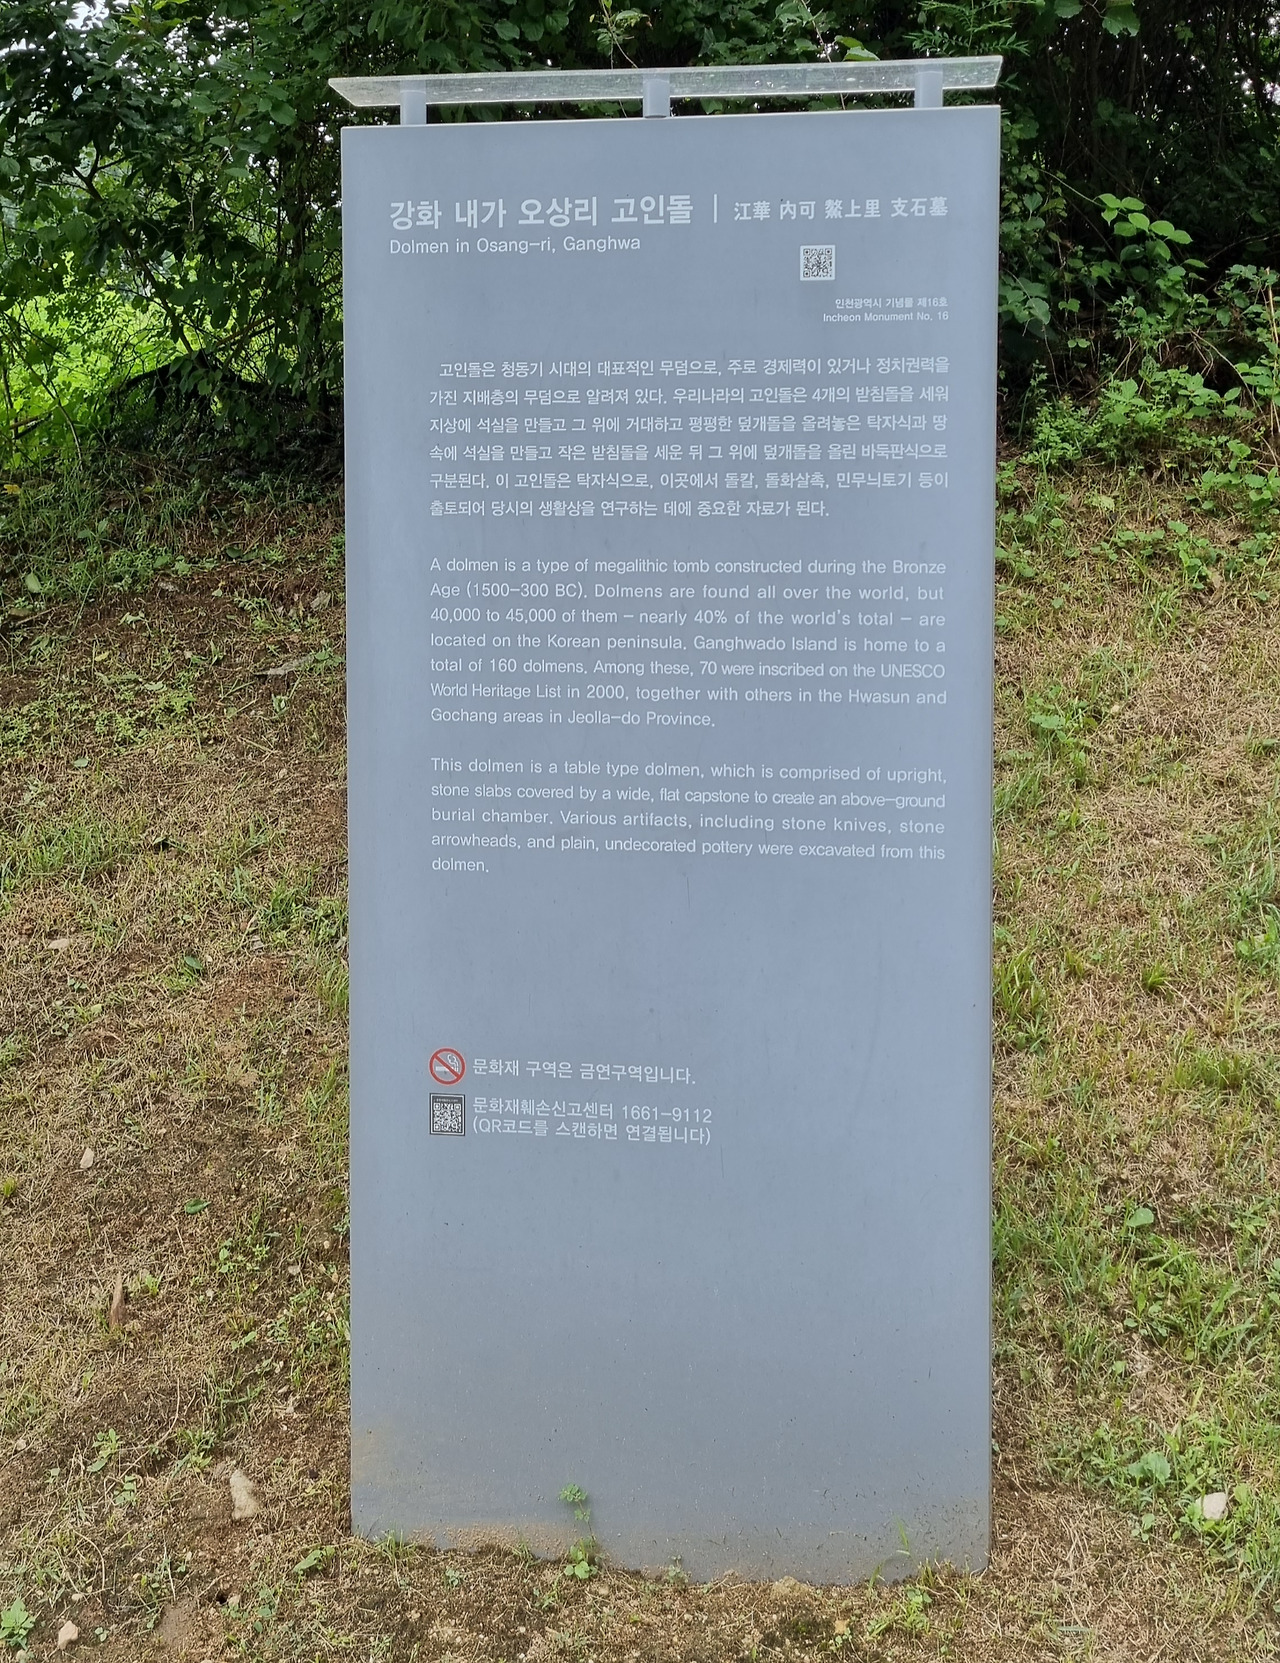 강화 내가 오상리 고인돌 | 江華 內可 鰲上里 支石墓
Dolmen in Osang-ri, Ganghwa
인천광역시 기념물 제16호
Incheon Monument No. 16
고인돌은 청동기 시대의 대표적인 무덤으로, 주로 경제력이 있거나 정치권력을
가진 지배층의 무덤으로 알려져 있다. 우리나라의 고인돌은 4개의 받침돌을 세워
지상에 석실을 만들고 그 위에 거대하고 평평한 덮개돌을 올려놓은 탁자식과 땅
속에 석실을 만들고 작은 받침돌을 세운 뒤 그 위에 덮개돌을 올린 바둑판식으로
구분된다. 이 고인돌은 탁자식으로, 이곳에서 돌칼, 돌화살촉, 민무늬토기 등이
출토되어 당시의 생활상을 연구하는 데에 중요한 자료가 된다.
A dolmen is a type of megalithic tomb constructed during the Bronze
Age (1500-300 BC). Dolmens are found all over the world, but
40,000 to 45,000 of them - nearly 40% of the world's total - are
located on the Korean peninsula. Ganghwado Island is home to a
total of 160 dolmens. Among these, 70 were inscribed on the UNESCO
World Heritage List in 2000, together with others in the Hwasun and
Gochang areas in Jeolla-do Province.
This dolmen is a table type dolmen, which is comprised of upright,
stone slabs covered by a wide, flat capstone to create an above-ground
burial chamber. Various artifacts, including stone knives, stone
arrowheads, and plain, undecorated pottery were excavated from this
dolmen.
문화재 구역은 금연구역입니다.
문화재훼손신고센터 1661-9112
(QR코드를 스캔하면 연결됩니다)